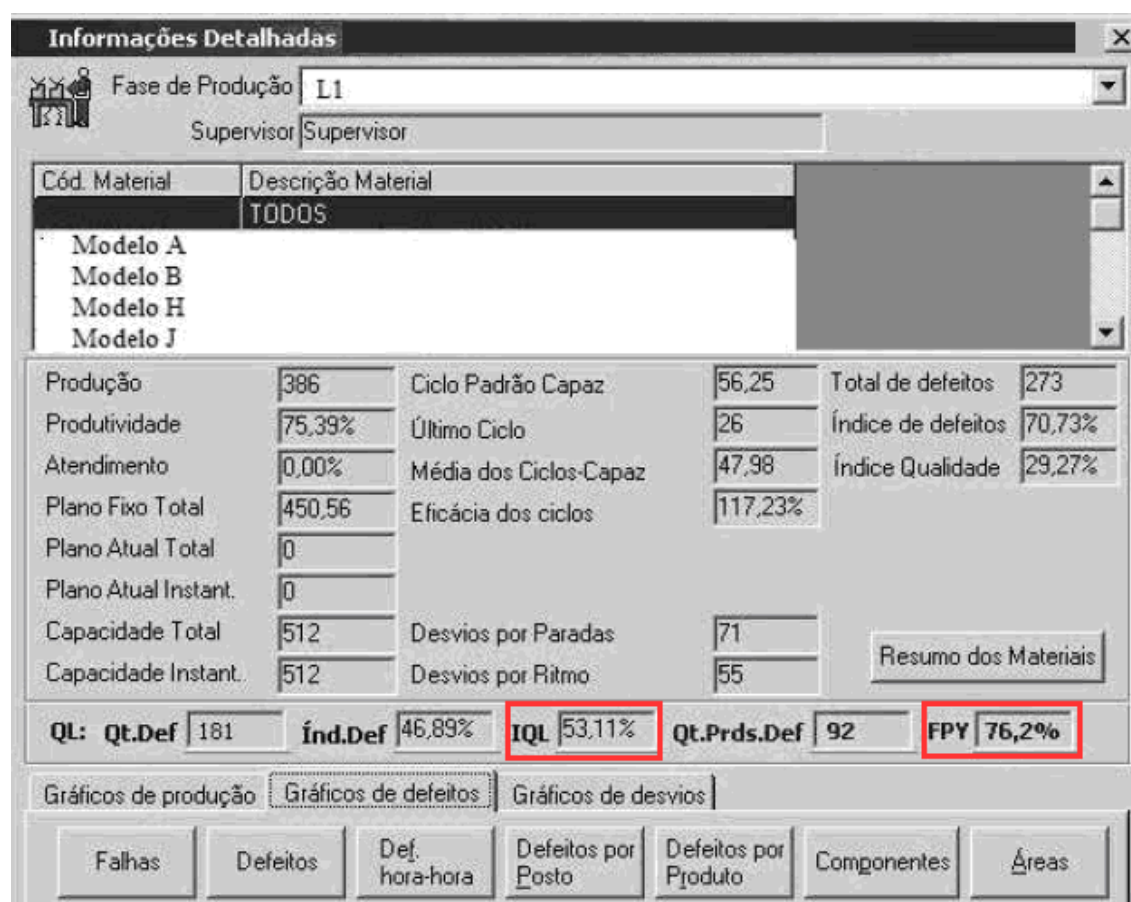 Informações Detalhadas
Fase de Produção L1
Supervisor Supervisor
Cód. Material Descrição Material
TODOS
Modelo A
Modelo B
Modelo H
Modelo J
Produção 386 Ciclo Padrão Capaz 56,25 Total de defeitos 273
Produtividade 75,39% Último Ciclo 26 Índice de defeitos 70,73%
Atendimento 0,00% Média dos Ciclos-Capaz 47,98 Índice Qualidade 29,27%
Plano Fixo Total 450,56 Eficácia dos ciclos 117,23%
Plano Atual Total 0
Plano Atual Instant. 0
Capacidade Total 512 Desvios por Paradas 71
Capacidade Instant. 512 Desvios por Ritmo 55 Resumo dos Materiais
QL: Qt.Def 181 Índ.Def 46,89% IQL 53,11% Qt.Prds.Def 92 FPY 76,2%
Gráficos de produção Gráficos de defeitos Gráficos de desvios
Falhas Defeitos Def. hora-hora Defeitos por Posto Defeitos por Produto Componentes Áreas